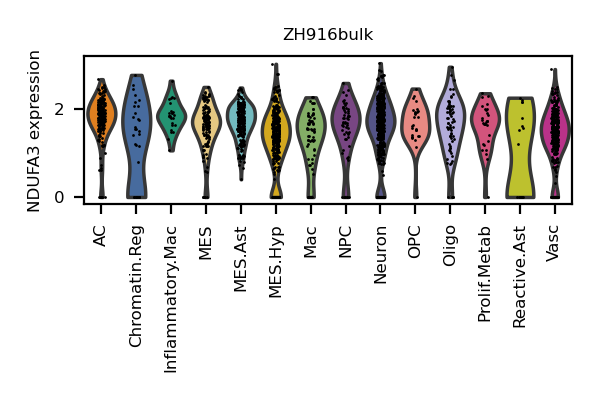 ZH916bulk
NDUFA3 expression
2
0
AC
Chromatin.Reg
Inflammatory.Mac
MES
MES.Ast
MES.Hyp
Mac
NPC
Neuron
OPC
Oligo
Prolif.Metab
Reactive.Ast
Vasc